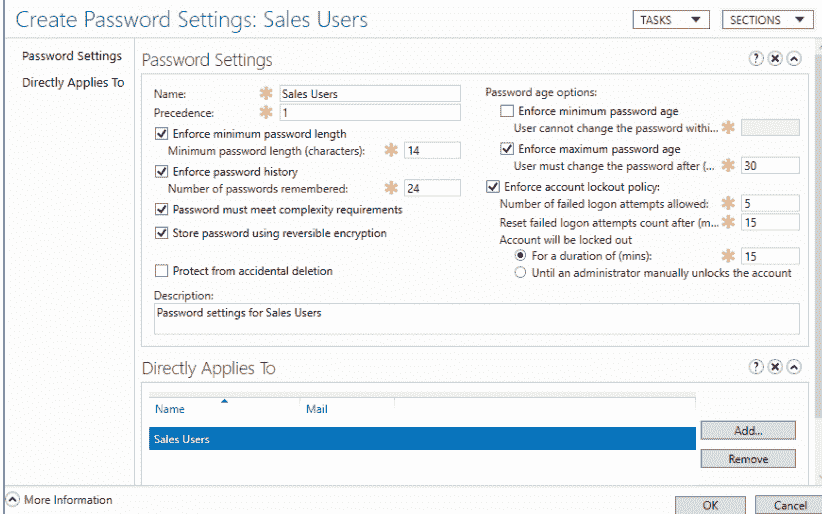 Create Password Settings: Sales Users
TASKS
SECTIONS
Password Settings
Directly Applies To
Password Settings
Name:
Sales Users
Precedence:
1
Enforce minimum password length
Minimum password length (characters):
14
Enforce password history
Number of passwords remembered:
24
Password must meet complexity requirements
Store password using reversible encryption
Protect from accidental deletion
Password age options:
Enforce minimum password age
User cannot change the password withi...
Enforce maximum password age
User must change the password after (...
30
Enforce account lockout policy:
Number of failed logon attempts allowed:
5
Reset failed logon attempts count after (m...
15
Account will be locked out
For a duration of (mins):
15
Until an administrator manually unlocks the account
Description:
Password settings for Sales Users
Directly Applies To
Name
Mail
Sales Users
Add...
Remove
More Information
OK
Cancel